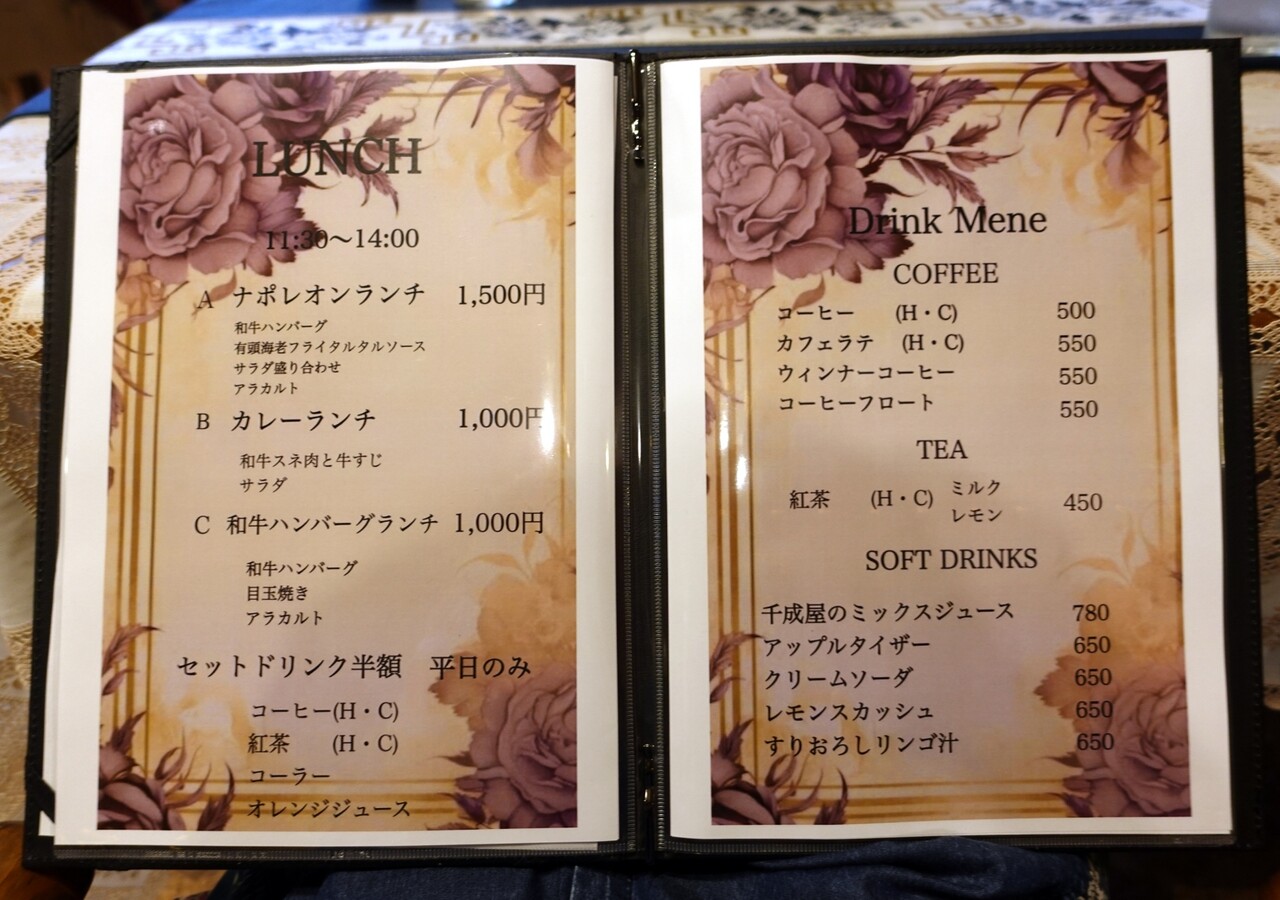 LUNCH
11:30～14:00
A ナポレオンランチ 1,500円
和牛ハンバーグ
有頭海老フライタルタルソース
サラダ盛り合わせ
アラカルト
B カレーランチ 1,000円
和牛スネ肉と牛すじ
サラダ
C 和牛ハンバーグランチ 1,000円
和牛ハンバーグ
目玉焼き
アラカルト
セットドリンク半額 平日のみ
コーヒー(H・C)
紅茶 (H・C)
コーラー
オレンジジュース
Drink Mene
COFFEE
コーヒー (H・C) 500
カフェラテ (H・C) 550
ウィンナーコーヒー 550
コーヒーフロート 550
TEA
紅茶 (H・C) ミルク
レモン 450
SOFT DRINKS
千成屋のミックスジュース 780
アップルタイザー 650
クリームソーダ 650
レモンスカッシュ 650
すりおろしリンゴ汁 650